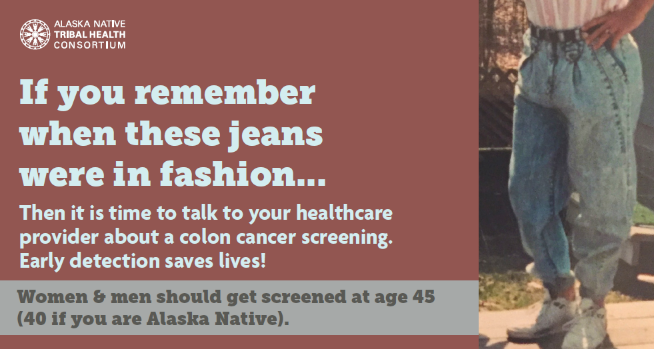 ALASKA NATIVE
TRIBAL HEALTH
CONSORTIUM
If you remember
when these jeans
were in fashion...
Then it is time to talk to your healthcare
provider about a colon cancer screening.
Early detection saves lives!
Women & men should get screened at age 45
(40 if you are Alaska Native).